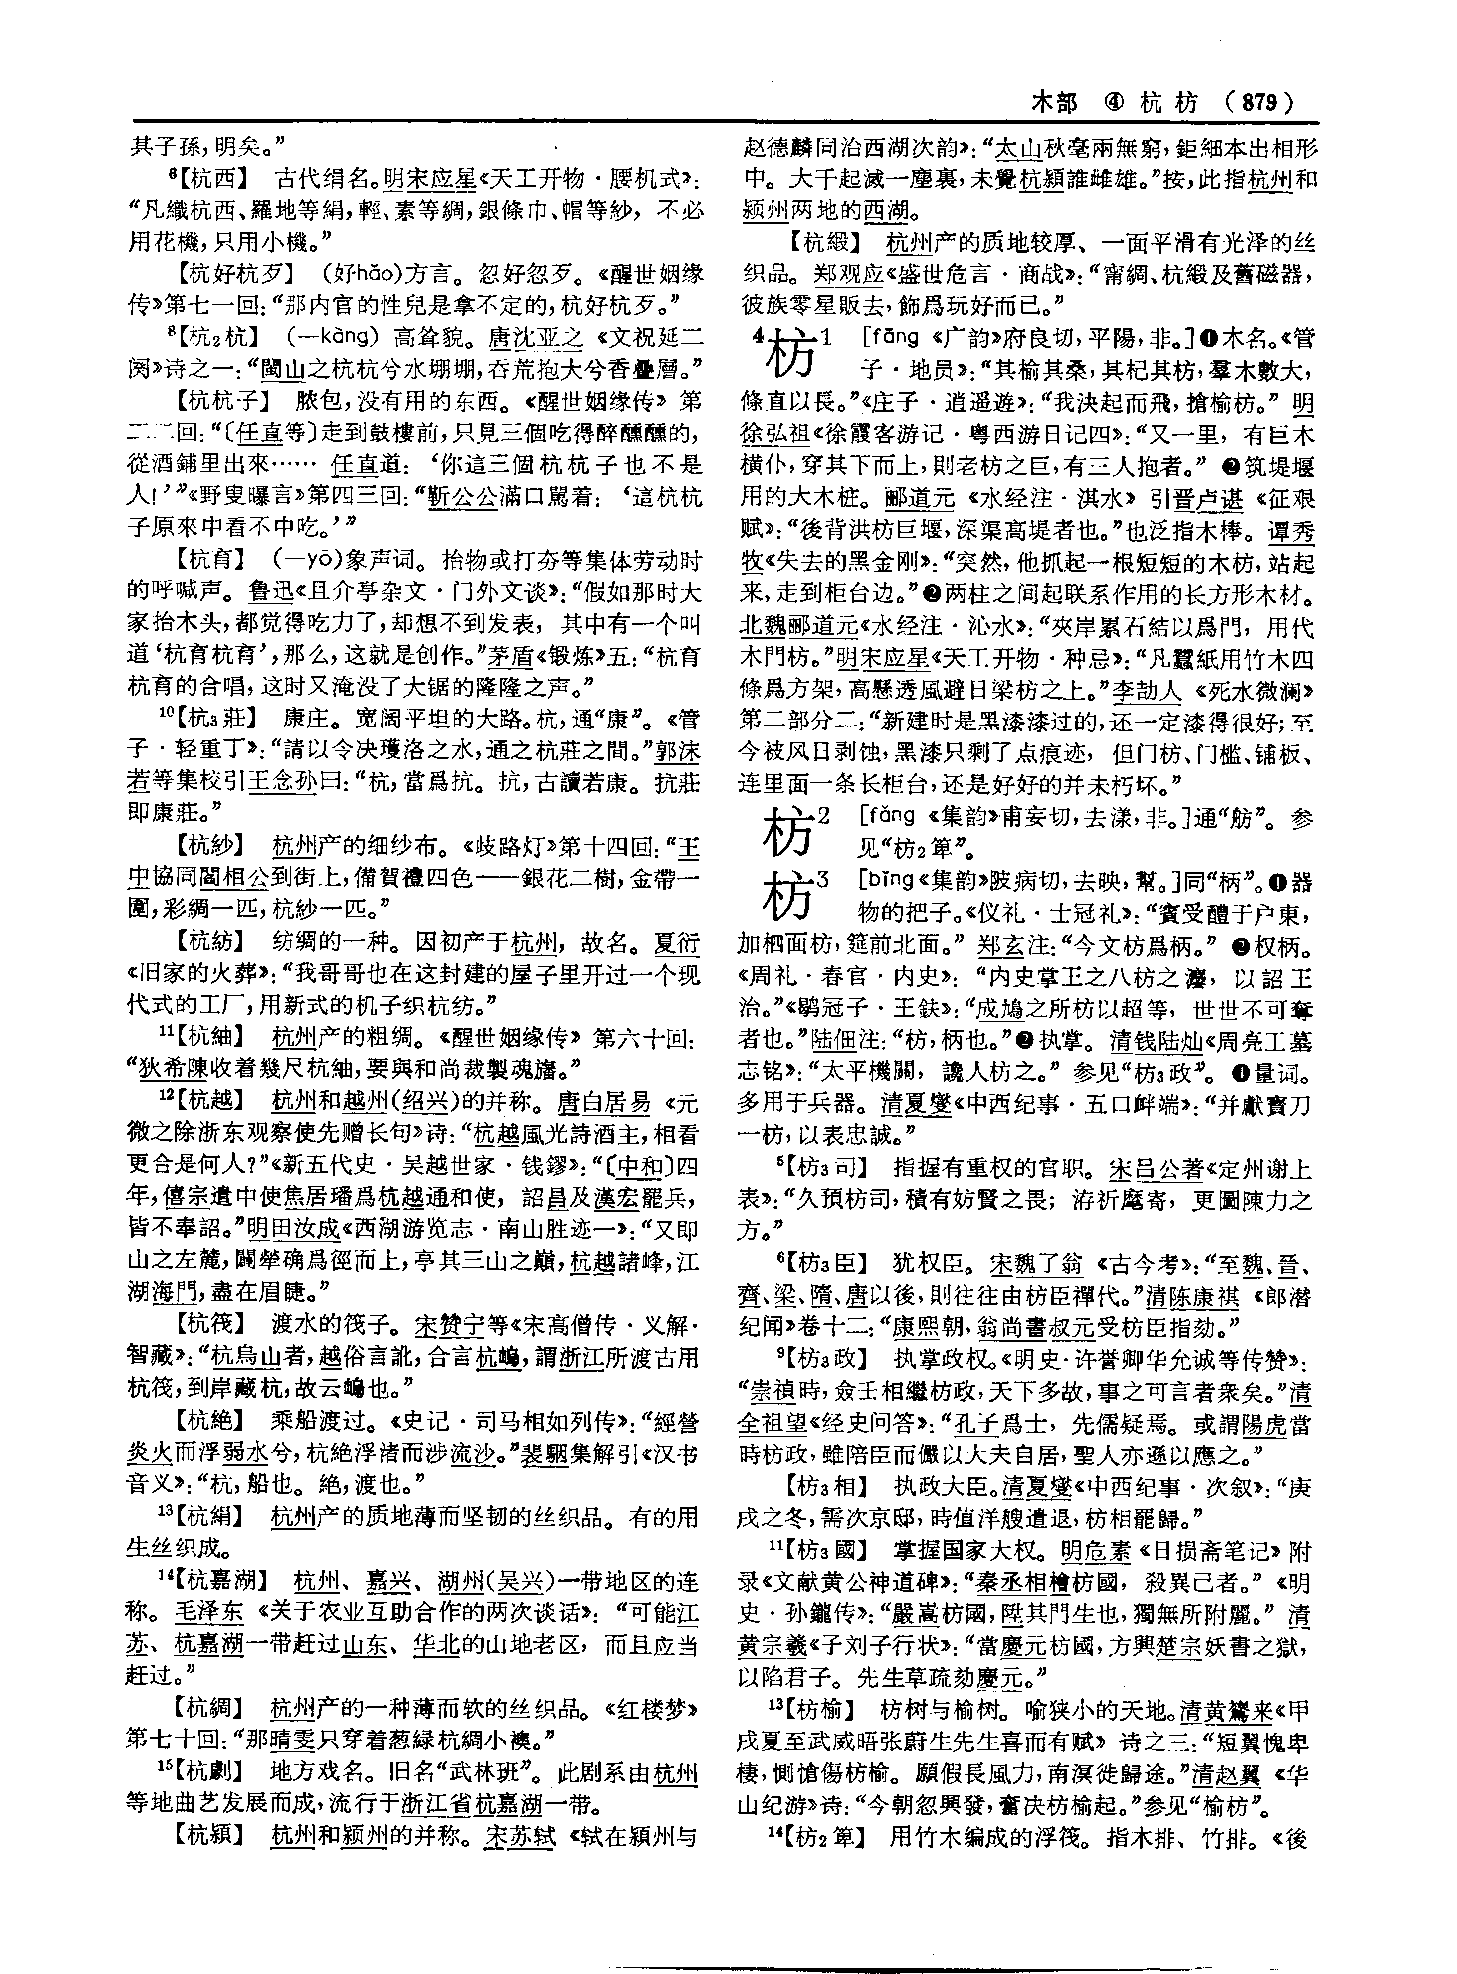 木部 ④ 杭 枋 （879）
其子孫，明矣。”
⁶【杭西】 古代绢名。明宋应星《天工开物·腰机式》：
“凡織杭西、羅地等絹，輕、素等綢，銀條巾、帽等紗，不必
用花機，只用小機。”
【杭好杭歹】 （好hǎo）方言。忽好忽歹。《醒世姻缘
传》第七一回：“那内官的性兒是拿不定的，杭好杭歹。”
⁸【杭₂杭】 （—kàng）高耸貌。唐沈亚之《文祝延二
阕》诗之一：“閩山之杭杭兮水堋堋，吞荒抱大兮香疊層。”
【杭杭子】 脓包，没有用的东西。《醒世姻缘传》第
二二回：“〔任直等〕走到鼓樓前，只見三個吃得醉醺醺的，
從酒鋪里出來…… 任直道：‘你這三個杭杭子也不是
人！’”《野叟曝言》第四三回：“靳公公滿口駡着：‘這杭杭
子原來中看不中吃。’”
【杭育】 （—yō）象声词。抬物或打夯等集体劳动时
的呼喊声。鲁迅《且介亭杂文·门外文谈》：“假如那时大
家抬木头，都觉得吃力了，却想不到发表，其中有一个叫
道‘杭育杭育’，那么，这就是创作。”茅盾《锻炼》五：“杭育
杭育的合唱，这时又淹没了大锯的隆隆之声。”
¹⁰【杭₃莊】 康庄。宽阔平坦的大路。杭，通“康”。《管
子·轻重丁》：“請以令决瓁洛之水，通之杭莊之間。”郭沫
若等集校引王念孙曰：“杭，當爲抗。抗，古讀若康。抗莊
即康莊。”
【杭紗】 杭州产的细纱布。《歧路灯》第十四回：“王
中協同閻相公到街上，備賀禮四色——銀花二樹，金帶一
圍，彩綢一匹，杭紗一匹。”
【杭紡】 纺绸的一种。因初产于杭州，故名。夏衍
《旧家的火葬》：“我哥哥也在这封建的屋子里开过一个现
代式的工厂，用新式的机子织杭纺。”
¹¹【杭紬】 杭州产的粗绸。《醒世姻缘传》第六十回：
“狄希陳收着幾尺杭紬，要與和尚裁製魂旛。”
¹²【杭越】 杭州和越州（绍兴）的并称。唐白居易《元
微之除浙东观察使先赠长句》诗：“杭越風光詩酒主，相看
更合是何人？”《新五代史·吴越世家·钱鏐》：“〔中和〕四
年，僖宗遣中使焦居璠爲杭越通和使，詔昌及漢宏罷兵，
皆不奉詔。”明田汝成《西湖游览志·南山胜迹一》：“又即
山之左麓，闢犖确爲徑而上，亭其三山之巔，杭越諸峰，江
湖海門，盡在眉睫。”
【杭筏】 渡水的筏子。宋赞宁等《宋高僧传·义解·
智藏》：“杭烏山者，越俗言訛，合言杭䲧，謂浙江所渡古用
杭筏，到岸藏杭，故云䲧也。”
【杭絶】 乘船渡过。《史记·司马相如列传》：“經營
炎火而浮弱水兮，杭絶浮渚而涉流沙。”裴駰集解引《汉书
音义》：“杭，船也。絶，渡也。”
¹³【杭絹】 杭州产的质地薄而坚韧的丝织品。有的用
生丝织成。
¹⁴【杭嘉湖】 杭州、嘉兴、湖州（吴兴）一带地区的连
称。毛泽东《关于农业互助合作的两次谈话》：“可能江
苏、杭嘉湖一带赶过山东、华北的山地老区，而且应当
赶过。”
【杭綢】 杭州产的一种薄而软的丝织品。《红楼梦》
第七十回：“那晴雯只穿着葱緑杭綢小襖。”
¹⁵【杭劇】 地方戏名。旧名“武林班”。此剧系由杭州
等地曲艺发展而成，流行于浙江省杭嘉湖一带。
【杭潁】 杭州和颍州的并称。宋苏轼《轼在潁州与
赵德麟同治西湖次韵》：“太山秋毫兩無窮，鉅細本出相形
中。大千起滅一塵裏，未覺杭潁誰雌雄。”按，此指杭州和
颍州两地的西湖。
【杭緞】 杭州产的质地较厚、一面平滑有光泽的丝
织品。郑观应《盛世危言·商战》：“甯綢、杭緞及舊磁器，
彼族零星販去，飾爲玩好而已。”
⁴枋¹ ［fāng《广韵》府良切，平陽，非。］❶木名。《管
子·地员》：“其榆其桑，其杞其枋，羣木數大，
條直以長。”《庄子·逍遥遊》：“我決起而飛，搶榆枋。”明
徐弘祖《徐霞客游记·粤西游日记四》：“又一里，有巨木
横仆，穿其下而上，則老枋之巨，有三人抱者。”❷筑堤堰
用的大木桩。郦道元《水经注·淇水》引晋卢谌《征艰
赋》：“後背洪枋巨堰，深渠高堤者也。”也泛指木棒。谭秀
牧《失去的黑金刚》：“突然，他抓起一根短短的木枋，站起
来，走到柜台边。”❷两柱之间起联系作用的长方形木材。
北魏郦道元《水经注·沁水》：“夾岸累石結以爲門，用代
木門枋。”明宋应星《天工开物·种忌》：“凡蠶紙用竹木四
條爲方架，高懸透風避日梁枋之上。”李劼人《死水微澜》
第二部分二：“新建时是黑漆漆过的，还一定漆得很好；至
今被风日剥蚀，黑漆只剩了点痕迹，但门枋、门槛、铺板、
连里面一条长柜台，还是好好的并未朽坏。”
枋² ［fǎng《集韵》甫妄切，去漾，非。］通“舫”。参
见“枋₂箄”。
枋³ ［bǐng《集韵》陂病切，去映，幫。］同“柄”。❶器
物的把子。《仪礼·士冠礼》：“賓受醴于户東，
加柶面枋，筵前北面。”郑玄注：“今文枋爲柄。”❷权柄。
《周礼·春官·内史》：“内史掌王之八枋之灋，以詔王
治。”《鹖冠子·王鈇》：“成鳩之所枋以超等，世世不可奪
者也。”陆佃注：“枋，柄也。”❷执掌。清钱陆灿《周亮工墓
志铭》：“太平機關，讒人枋之。”参见“枋₃政”。❶量词。
多用于兵器。清夏燮《中西纪事·五口衅端》：“并獻寶刀
一枋，以表忠誠。”
⁵【枋₃司】 指握有重权的官职。宋吕公著《定州谢上
表》：“久預枋司，積有妨賢之畏；洊祈麾寄，更圖陳力之
方。”
⁶【枋₃臣】 犹权臣。宋魏了翁《古今考》：“至魏、晉、
齊、梁、隋、唐以後，則往往由枋臣禪代。”清陈康祺《郎潜
纪闻》卷十二：“康熙朝，翁尚書叔元受枋臣指劾。”
⁹【枋₃政】 执掌政权。《明史·许誉卿华允诚等传赞》：
“崇禎時，僉壬相繼枋政，天下多故，事之可言者衆矣。”清
全祖望《经史问答》：“孔子爲士，先儒疑焉。或謂陽虎當
時枋政，雖陪臣而儼以大夫自居，聖人亦遜以應之。”
【枋₃相】 执政大臣。清夏燮《中西纪事·次叙》：“庚
戌之冬，需次京邸，時值洋艘遣退，枋相罷歸。”
¹¹【枋₃國】 掌握国家大权。明危素《日损斋笔记》附
录《文献黄公神道碑》：“秦丞相檜枋國，殺異己者。”《明
史·孙鑨传》：“嚴嵩枋國，陞其門生也，獨無所附麗。”清
黄宗羲《子刘子行状》：“當慶元枋國，方興楚宗妖書之獄，
以陷君子。先生草疏劾慶元。”
¹³【枋榆】 枋树与榆树。喻狭小的天地。清黄鷟来《甲
戌夏至武威晤张蔚生先生喜而有赋》诗之三：“短翼愧卑
棲，惻愴傷枋榆。願假長風力，南溟徙歸途。”清赵翼《华
山纪游》诗：“今朝忽興發，奮決枋榆起。”参见“榆枋”。
¹⁴【枋₂箄】 用竹木编成的浮筏。指木排、竹排。《後